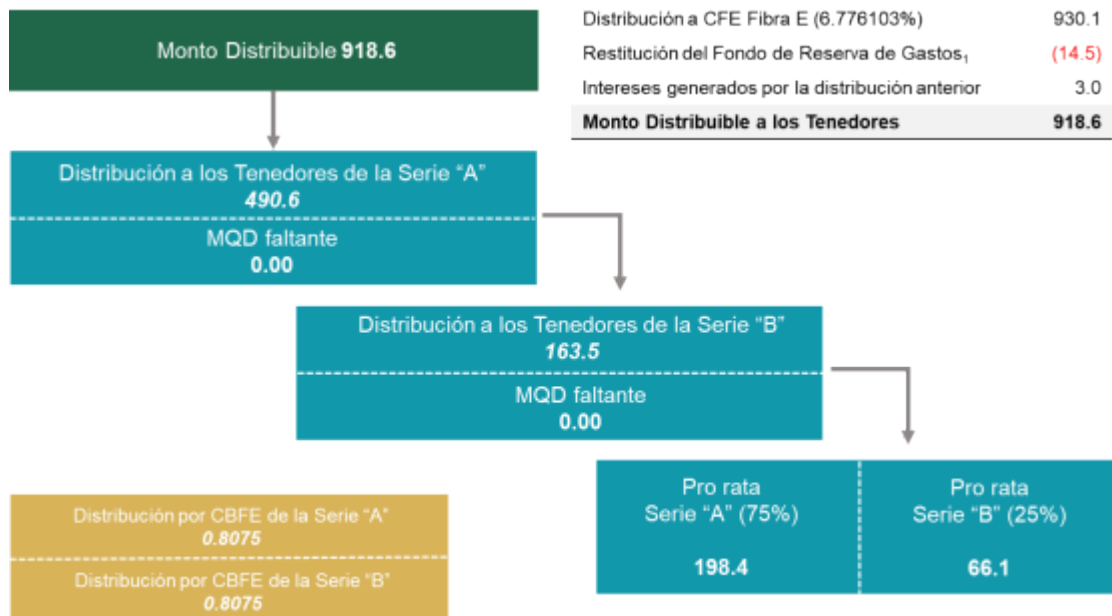 Monto Distribuible 918.6
Distribución a CFE Fibra E (6.776103%) 930.1
Restitución del Fondo de Reserva de Gastos₁ (14.5)
Intereses generados por la distribución anterior 3.0
Monto Distribuible a los Tenedores 918.6
Distribución a los Tenedores de la Serie “A”
490.6
MQD faltante
0.00
Distribución a los Tenedores de la Serie “B”
163.5
MQD faltante
0.00
Pro rata
Serie “A” (75%)
198.4
Pro rata
Serie “B” (25%)
66.1
Distribución por CBFE de la Serie “A”
0.8075
Distribución por CBFE de la Serie “B”
0.8075